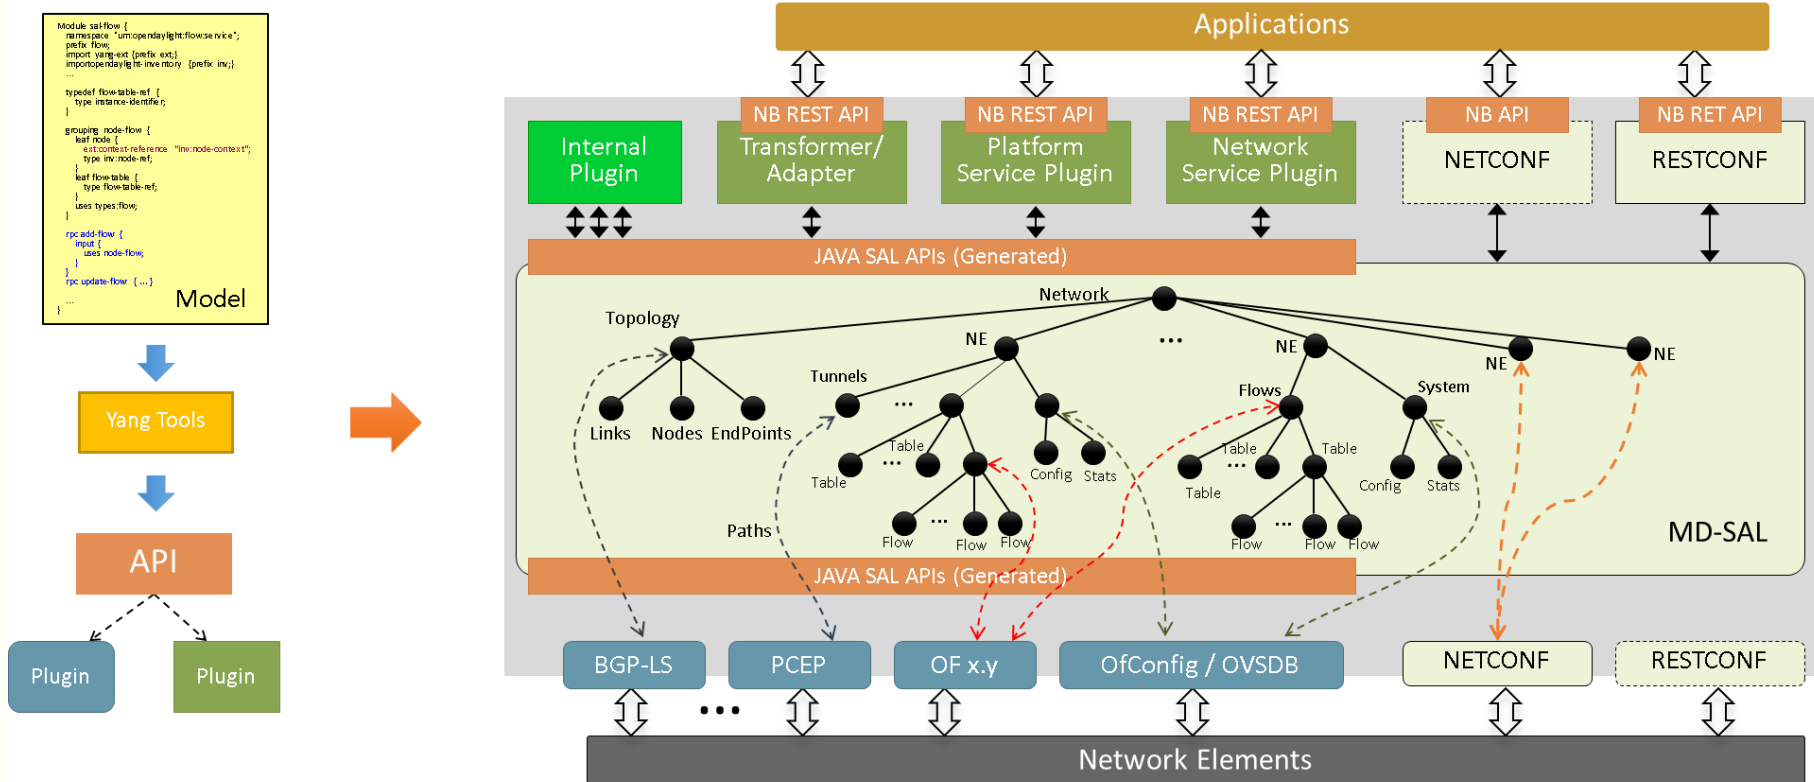 Module sal-flow {
namespace "urn:opendaylight:flow:service";
prefix flow;
import yang-ext {prefix ext;}
importopendaylight-inventory {prefix inv;}
...
typedef flow-table-ref {
type instance-identifier;
}
grouping node-flow {
leaf node {
ext:context-reference "inv:node-context";
type inv:node-ref;
}
leaf flow-table {
type flow-table-ref;
}
uses types:flow;
}
rpc add-flow {
input {
uses node-flow;
}
}
rpc update-flow { ... }
...
}
Model
Yang Tools
API
Plugin
Plugin
Applications
NB REST API
NB REST API
NB REST API
NB API
NB RET API
Internal
Plugin
Transformer/
Adapter
Platform
Service Plugin
Network
Service Plugin
NETCONF
RESTCONF
JAVA SAL APIs (Generated)
Network
Topology
NE
...
NE
NE
NE
Tunnels
...
Flows
System
Links
Nodes
EndPoints
Table
...
Table
Config
Stats
Table
...
Table
Table
Config
Stats
Paths
...
Flow
Flow
Flow
...
Flow
Flow
Flow
MD-SAL
JAVA SAL APIs (Generated)
BGP-LS
PCEP
OF x.y
OfConfig / OVSDB
NETCONF
RESTCONF
...
Network Elements